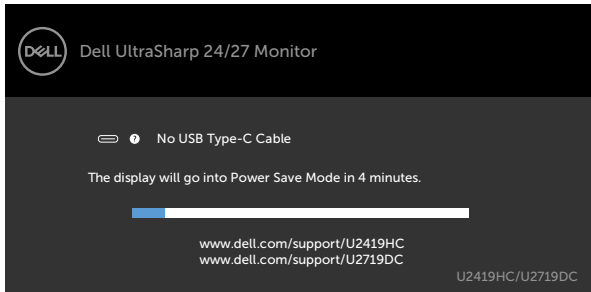 DELL Dell UltraSharp 24/27 Monitor
? No USB Type-C Cable
The display will go into Power Save Mode in 4 minutes.
www.dell.com/support/U2419HC
www.dell.com/support/U2719DC
U2419HC/U2719DC